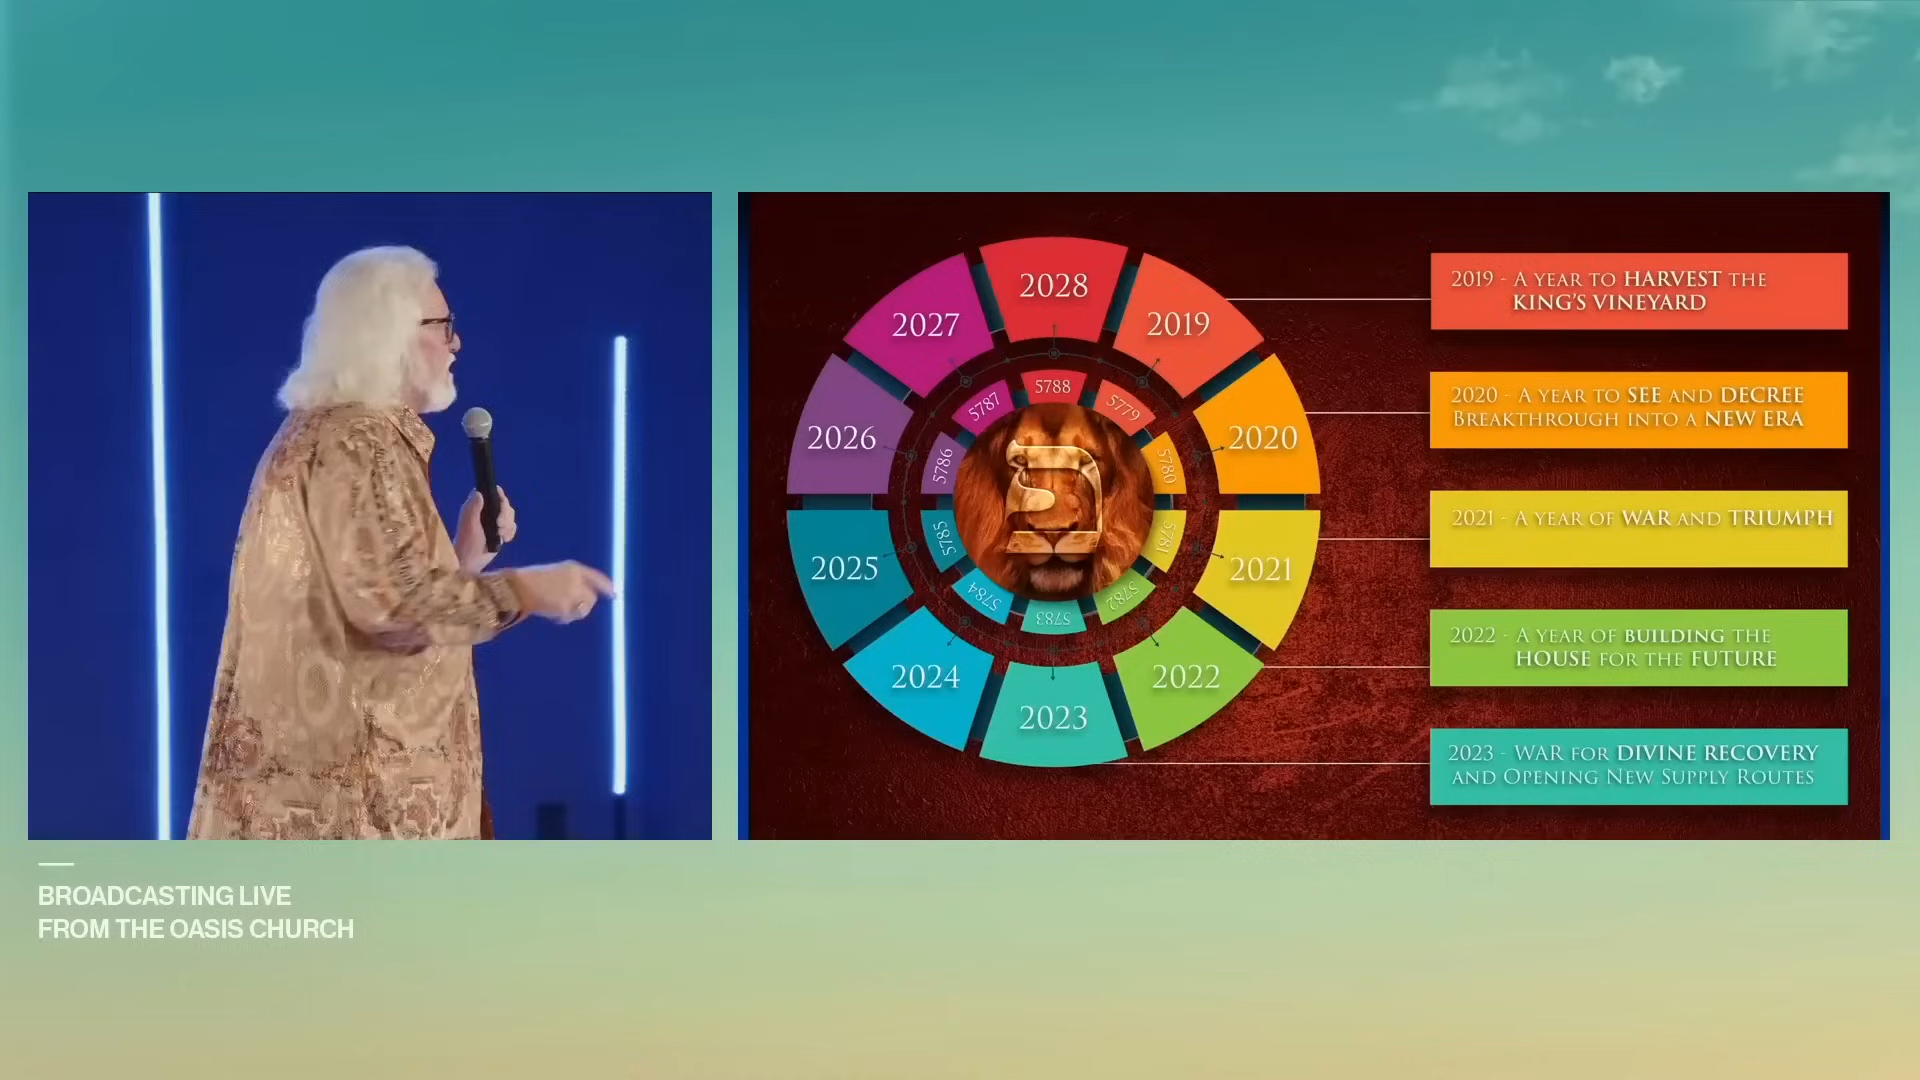 2028
2027
2019
2026
2020
2025
2021
2024
2022
2023
5788
5787
5779
5786
5780
5785
5781
5784
5782
5783
פ
2019 - A YEAR TO HARVEST THE
KING'S VINEYARD
2020 - A YEAR TO SEE AND DECREE
BREAKTHROUGH INTO A NEW ERA
2021 - A YEAR OF WAR AND TRIUMPH
2022 - A YEAR OF BUILDING THE
HOUSE FOR THE FUTURE
2023 - WAR FOR DIVINE RECOVERY
AND OPENING NEW SUPPLY ROUTES
BROADCASTING LIVE
FROM THE OASIS CHURCH